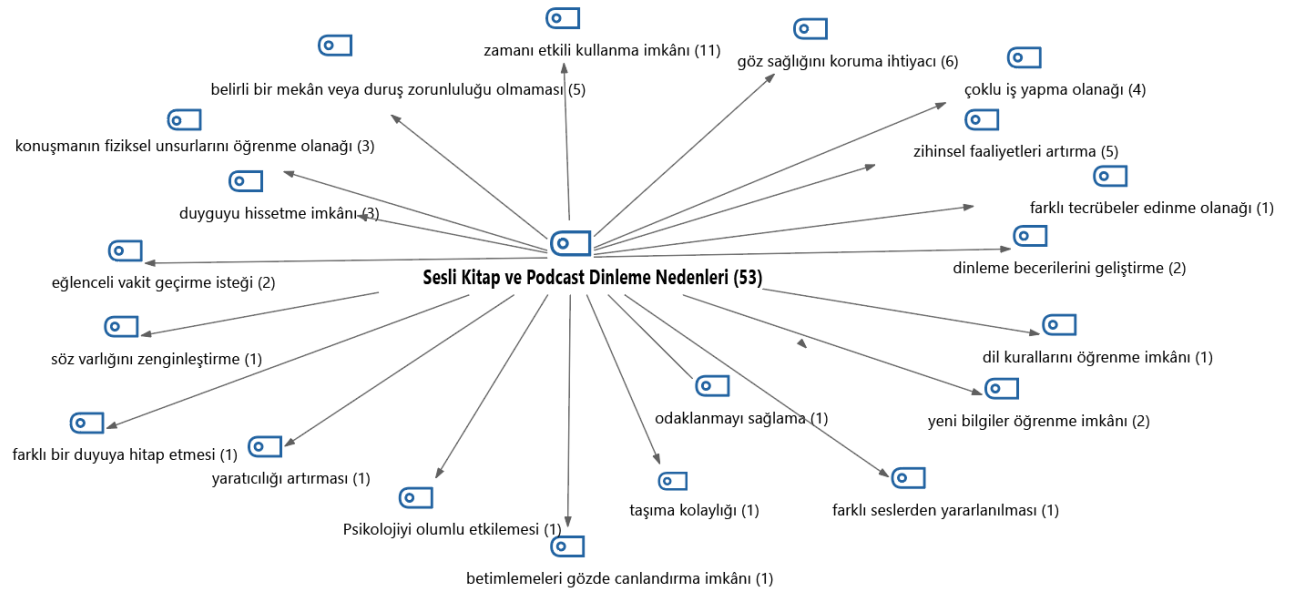 zamanı etkili kullanma imkânı (11)
göz sağlığını koruma ihtiyacı (6)
belirli bir mekân veya duruş zorunluluğu olmaması (5)
çoklu iş yapma olanağı (4)
konuşmanın fiziksel unsurlarını öğrenme olanağı (3)
zihinsel faaliyetleri artırma (5)
duyguyu hissetme imkânı (3)
farklı tecrübeler edinme olanağı (1)
dinleme becerilerini geliştirme (2)
Sesli Kitap ve Podcast Dinleme Nedenleri (53)
eğlenceli vakit geçirme isteği (2)
söz varlığını zenginleştirme (1)
dil kurallarını öğrenme imkânı (1)
odaklanmayı sağlama (1)
yeni bilgiler öğrenme imkânı (2)
farklı bir duyuya hitap etmesi (1)
yaratıcılığı artırması (1)
Psikolojiyi olumlu etkilemesi (1)
taşıma kolaylığı (1)
farklı seslerden yararlanılması (1)
betimlemeleri gözde canlandırma imkânı (1)